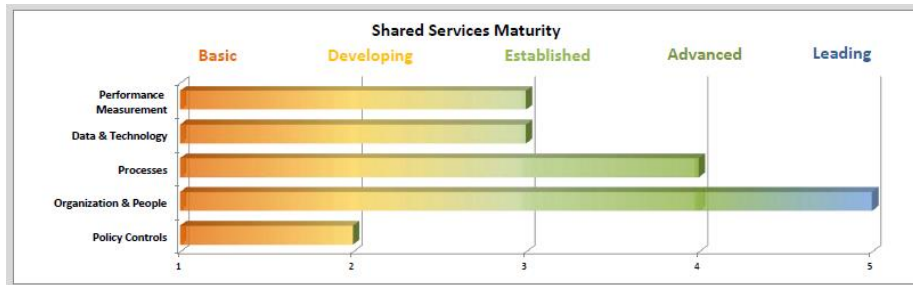 Shared Services Maturity
Basic Developing Established Advanced Leading
Performance
Measurement
Data & Technology
Processes
Organization & People
Policy Controls
1 2 3 4 5